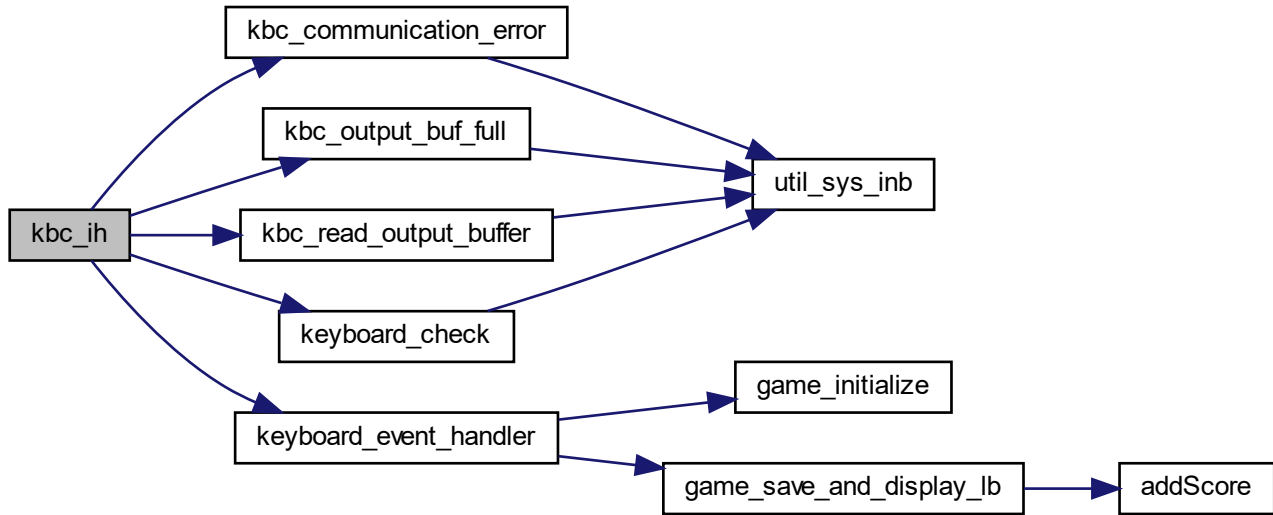 kbc_communication_error
kbc_output_buf_full
util_sys_inb
kbc_ih
kbc_read_output_buffer
keyboard_check
game_initialize
keyboard_event_handler
game_save_and_display_lb
addScore